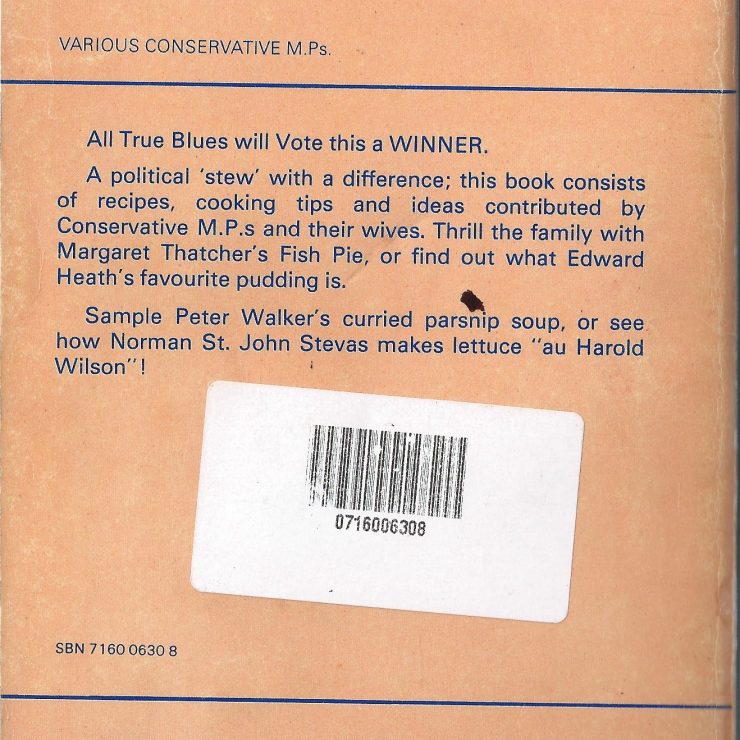 VARIOUS CONSERVATIVE M.Ps.
All True Blues will Vote this a WINNER.
A political ‘stew’ with a difference; this book consists
of recipes, cooking tips and ideas contributed by
Conservative M.P.s and their wives. Thrill the family with
Margaret Thatcher’s Fish Pie, or find out what Edward
Heath’s favourite pudding is.
Sample Peter Walker’s curried parsnip soup, or see
how Norman St. John Stevas makes lettuce “au Harold
Wilson”!
0716006308
SBN 7160 0630 8